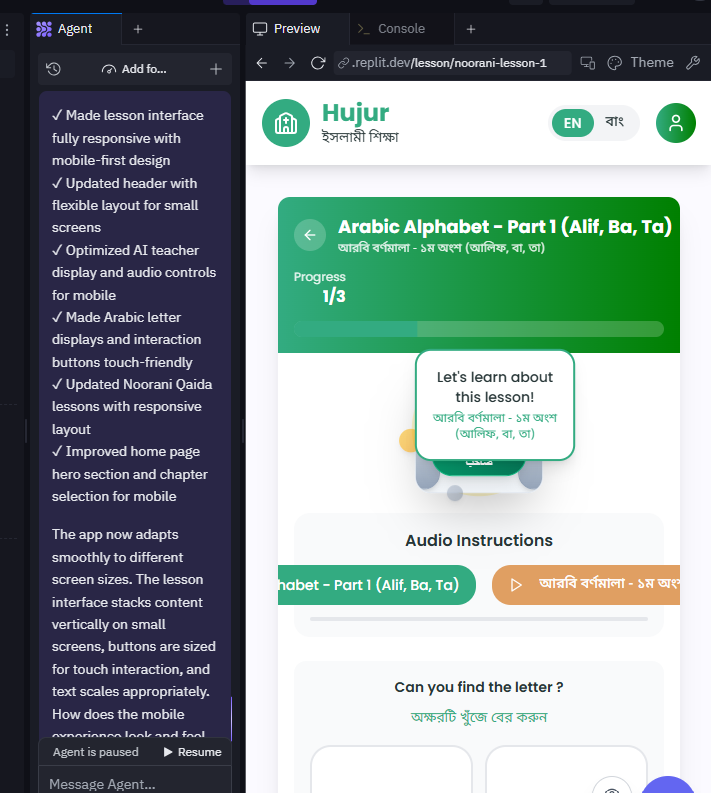 Agent
Add fo...
✓ Made lesson interface
fully responsive with
mobile-first design
✓ Updated header with
flexible layout for small
screens
✓ Optimized AI teacher
display and audio controls
for mobile
✓ Made Arabic letter
displays and interaction
buttons touch-friendly
✓ Updated Noorani Qaida
lessons with responsive
layout
✓ Improved home page
hero section and chapter
selection for mobile
The app now adapts
smoothly to different
screen sizes. The lesson
interface stacks content
vertically on small
screens, buttons are sized
for touch interaction, and
text scales appropriately.
How does the mobile
experience look and feel
Agent is paused
Resume
Message Agent...
Preview
Console
.replit.dev/lesson/noorani-lesson-1
Theme
Hujur
ইসলামী শিক্ষা
EN
বাং
Arabic Alphabet - Part 1 (Alif, Ba, Ta)
আরবি বর্ণমালা - ১ম অংশ (আলিফ, বা, তা)
Progress
1/3
Let's learn about
this lesson!
আরবি বর্ণমালা - ১ম অংশ
(আলিফ, বা, তা)
Audio Instructions
habet - Part 1 (Alif, Ba, Ta)
আরবি বর্ণমালা - ১ম অংশ
Can you find the letter ?
অক্ষরটি খুঁজে বের করুন